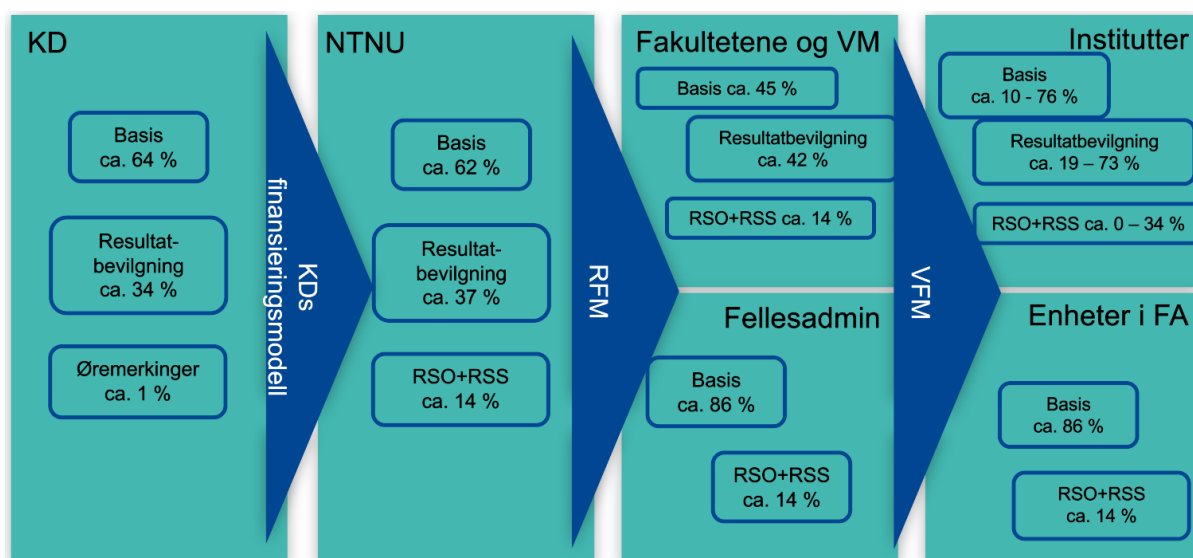 KD
Basis
ca. 64 %
Resultat-
bevilgning
ca. 34 %
Øremerkinger
ca. 1 %
KDs
finansieringsmodell
NTNU
Basis
ca. 62 %
Resultat-
bevilgning
ca. 37 %
RSO+RSS
ca. 14 %
RFM
Fakultetene og VM
Basis ca. 45 %
Resultatbevilgning
ca. 42 %
RSO+RSS ca. 14 %
Fellesadmin
Basis
ca. 86 %
RSO+RSS
ca. 14 %
VFM
Institutter
Basis
ca. 10 - 76 %
Resultatbevilgning
ca. 19 – 73 %
RSO+RSS ca. 0 – 34 %
Enheter i FA
Basis
ca. 86 %
RSO+RSS
ca. 14 %